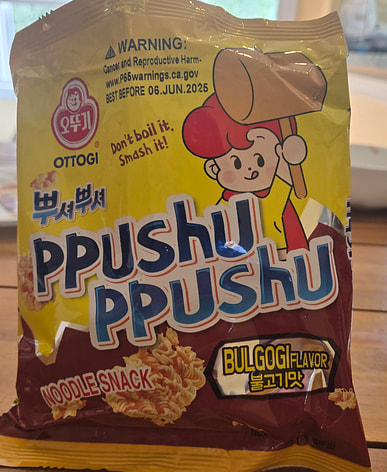 WARNING:
Cancer and Reproductive Harm-
www.P65warnings.ca.gov
BEST BEFORE 06.JUN.2025
오뚜기
OTTOGI
Don't boil it.
Smash it!
뿌셔뿌셔
PPUSHU
PPUSHU
NOODLE SNACK
BULGOGI FLAVOR
불고기맛